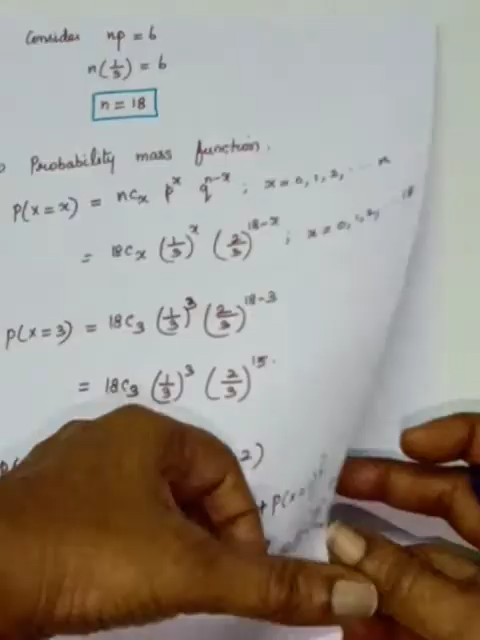 Consider np = 6
n(1/3) = 6
n = 18
Probability mass function.
P(x=x) = nCx p^x q^(n-x) ; x=0,1,2,...n
= 18Cx (1/3)^x (2/3)^(18-x) ; x=0,1,2,...18
P(x=3) = 18C3 (1/3)^3 (2/3)^(18-3)
= 18C3 (1/3)^3 (2/3)^15.
2)
+ P(x=